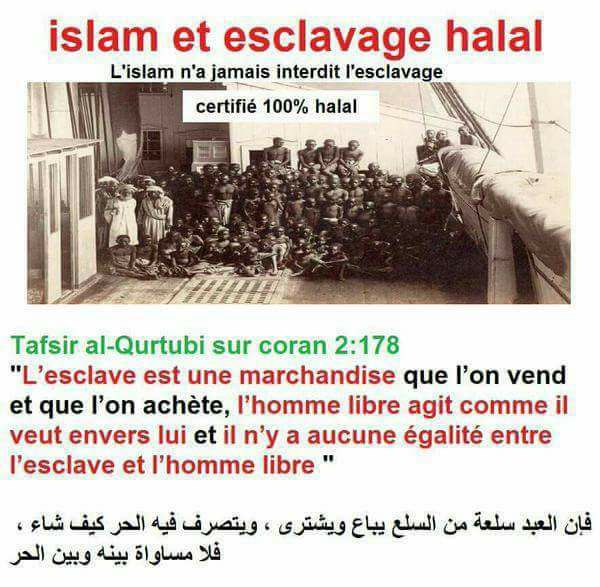 islam et esclavage halal
L'islam n'a jamais interdit l'esclavage
certifié 100% halal
Tafsir al-Qurtubi sur coran 2:178
"L'esclave est une marchandise que l'on vend
et que l'on achète, l'homme libre agit comme il
veut envers lui et il n'y a aucune égalité entre
l'esclave et l'homme libre "
فإن العبد سلعة من السلع يباع ويشترى ، ويتصرف فيه الحر كيف شاء ،
فلا مساواة بينه وبين الحر